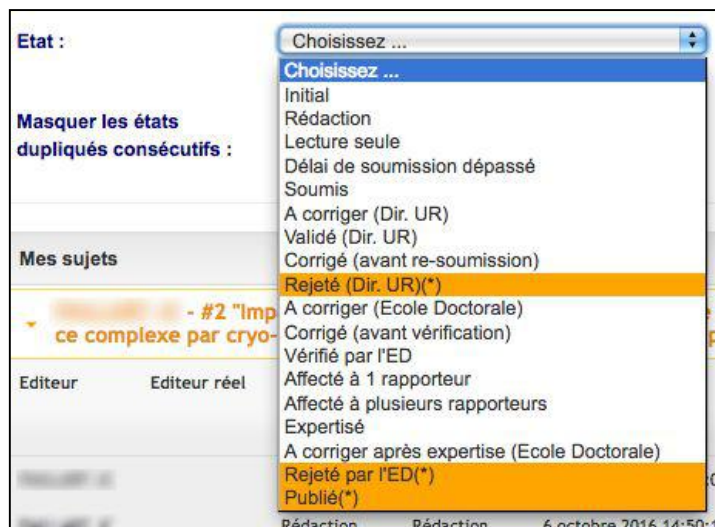 Etat :
Choisissez ...
Choisissez ...
Initial
Rédaction
Masquer les états
dupliqués consécutifs :
Lecture seule
Délai de soumission dépassé
Soumis
A corriger (Dir. UR)
Validé (Dir. UR)
Corrigé (avant re-soumission)
Mes sujets
Rejeté (Dir. UR)(*)
A corriger (Ecole Doctorale)
- #2 "Imp
ce complexe par cryo-
Corrigé (avant vérification)
Vérifié par l'ED
Editeur Editeur réel
Affecté à 1 rapporteur
Affecté à plusieurs rapporteurs
Expertisé
A corriger après expertise (Ecole Doctorale)
Rejeté par l'ED(*)
Publié(*)
Rédaction Rédaction 6 octobre 2016 14:50: